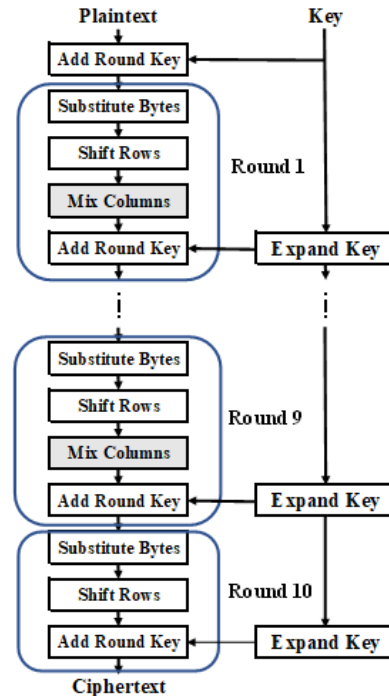 Plaintext Key
Add Round Key
Substitute Bytes
Shift Rows
Round 1
Mix Columns
Add Round Key Expand Key
Substitute Bytes
Shift Rows
Round 9
Mix Columns
Add Round Key Expand Key
Substitute Bytes
Shift Rows Round 10
Add Round Key Expand Key
Ciphertext